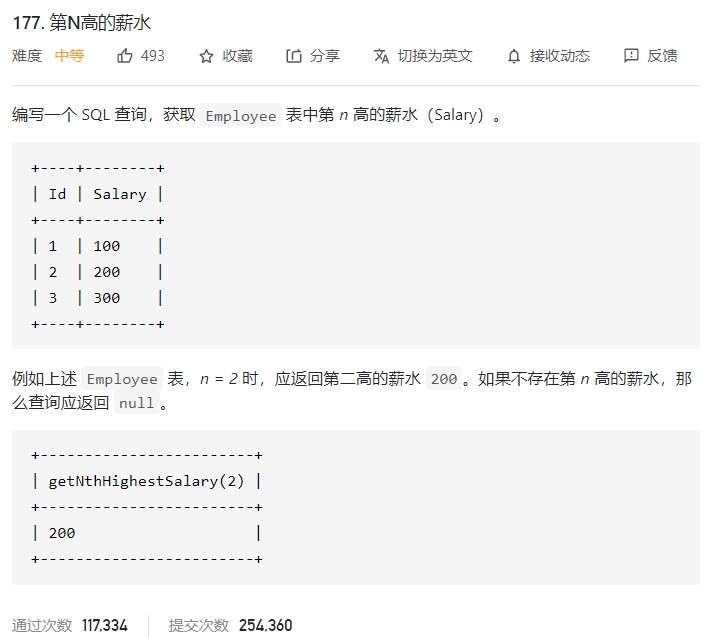 177. 第N高的薪水
难度 中等 493 收藏 分享 切换为英文 接收动态 反馈
编写一个 SQL 查询，获取 Employee 表中第 n 高的薪水（Salary）。
+----+--------+
| Id | Salary |
+----+--------+
| 1  | 100    |
| 2  | 200    |
| 3  | 300    |
+----+--------+
例如上述 Employee 表，n = 2 时，应返回第二高的薪水 200。如果不存在第 n 高的薪水，那
么查询应返回 null。
+------------------------+
| getNthHighestSalary(2) |
+------------------------+
| 200                    |
+------------------------+
通过次数 117,334 提交次数 254,360